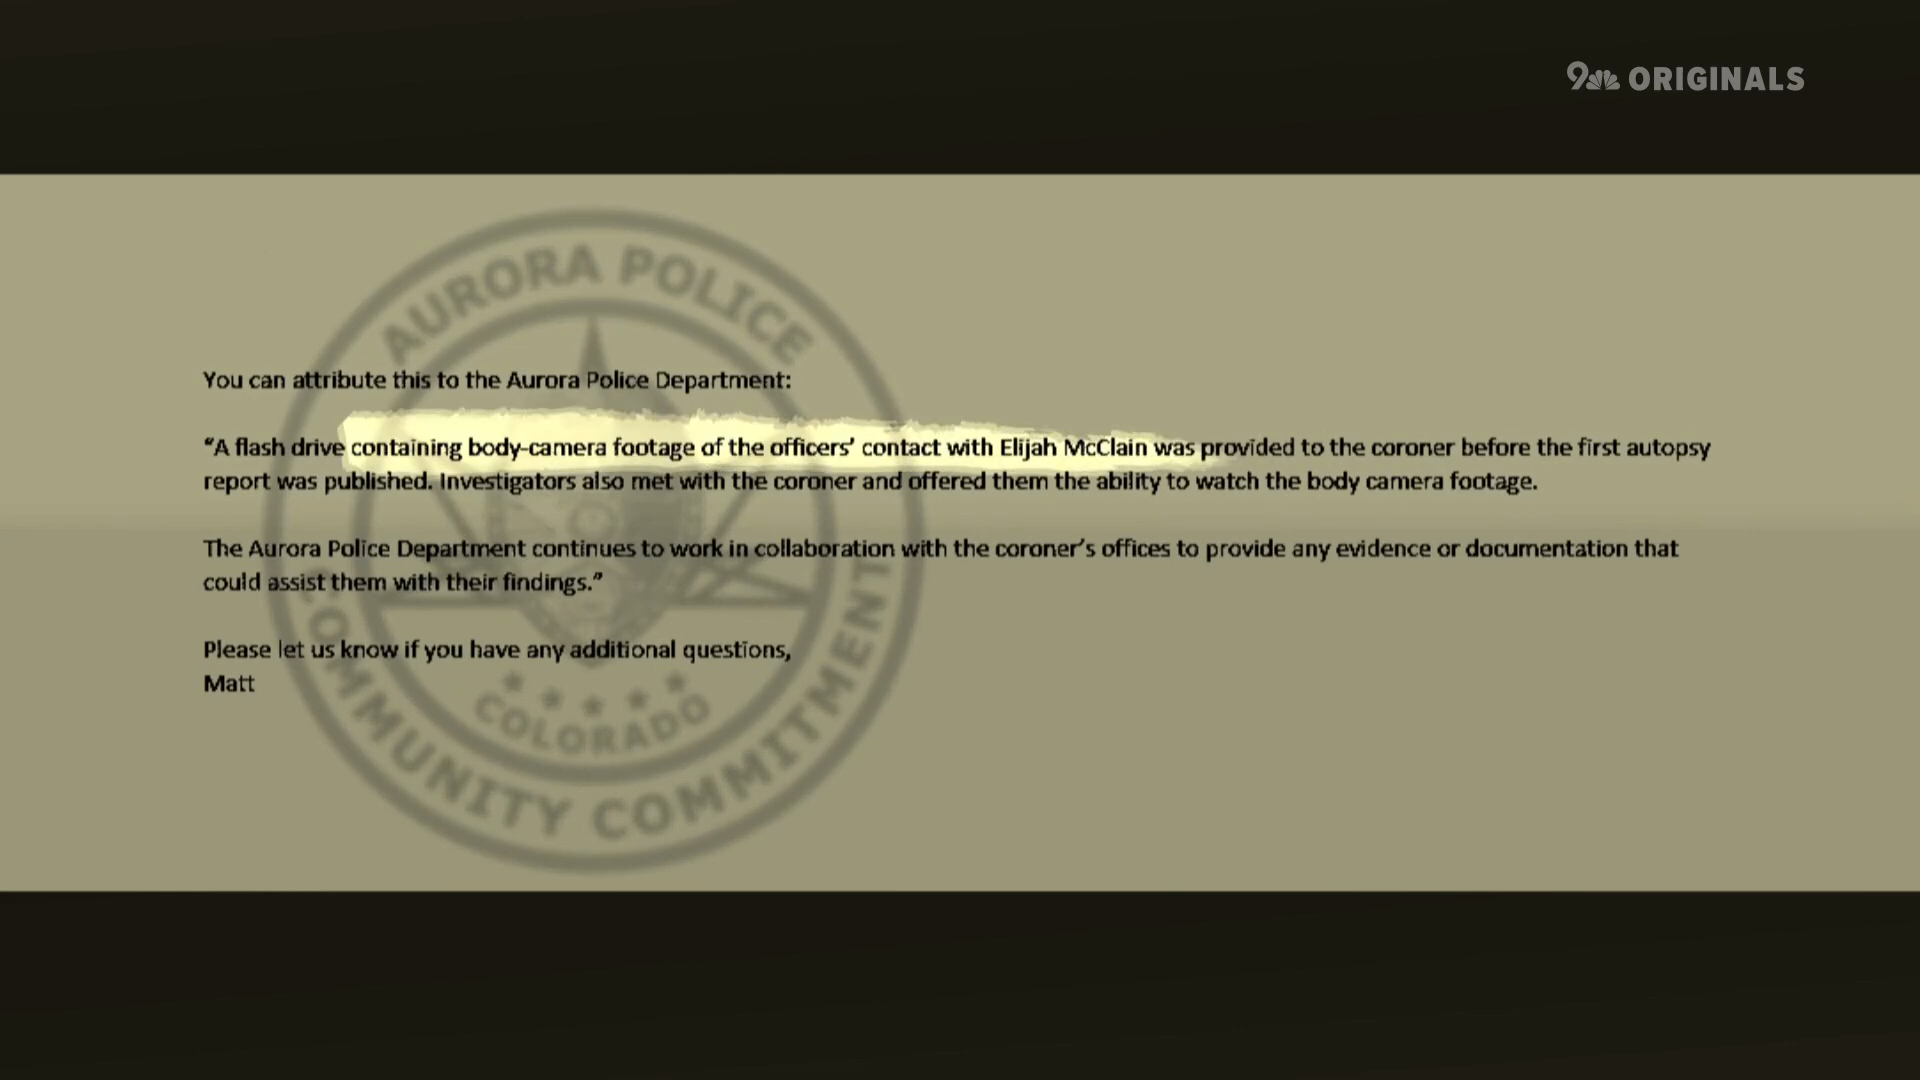 9 ORIGINALS
AURORA POLICE
You can attribute this to the Aurora Police Department:
“A flash drive containing body-camera footage of the officers’ contact with Elijah McClain was provided to the coroner before the first autopsy
report was published. Investigators also met with the coroner and offered them the ability to watch the body camera footage.
The Aurora Police Department continues to work in collaboration with the coroner’s offices to provide any evidence or documentation that
could assist them with their findings.”
Please let us know if you have any additional questions,
Matt
COLORADO
COMMUNITY COMMITMENT